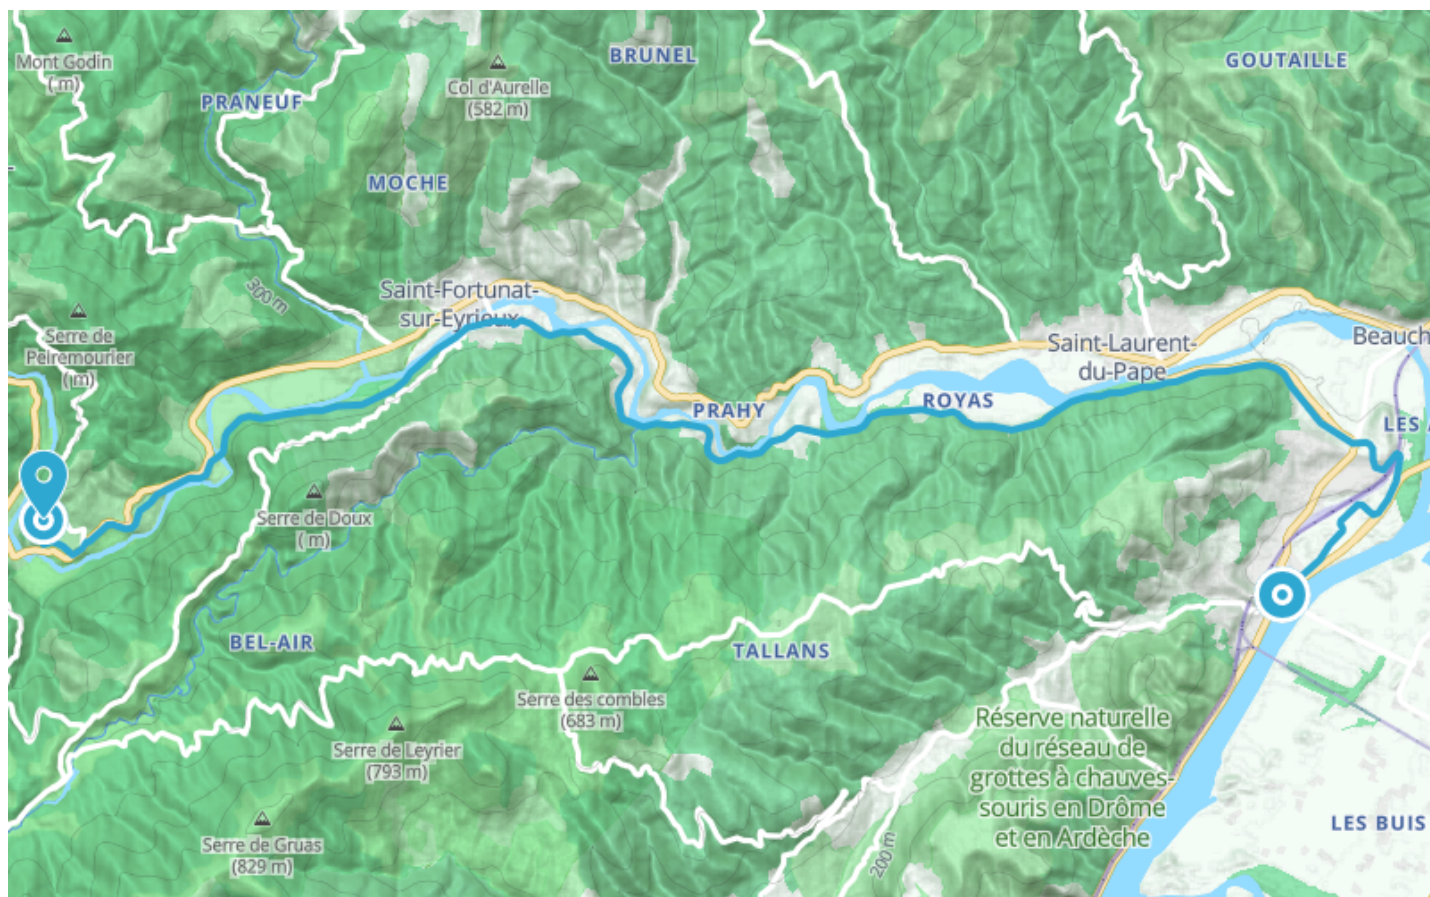 Mont Godin
( m)
PRANEUF
Col d'Aurelle
(582 m)
BRUNEL
GOUTAILLE
MOCHE
300 m
Saint-Fortunat-
sur-Eyrieux
Serre de
Peiremourier
( m)
Saint-Laurent-
du-Pape
Beauch
PRAHY
ROYAS
LES A
Serre de Doux
( m)
BEL-AIR
TALLANS
Serre des combles
(683 m)
Serre de Leyrier
(793 m)
Réserve naturelle
du réseau de
grottes à chauves-
souris en Drôme
et en Ardèche
Serre de Gruas
(829 m)
200 m
LES BUIS